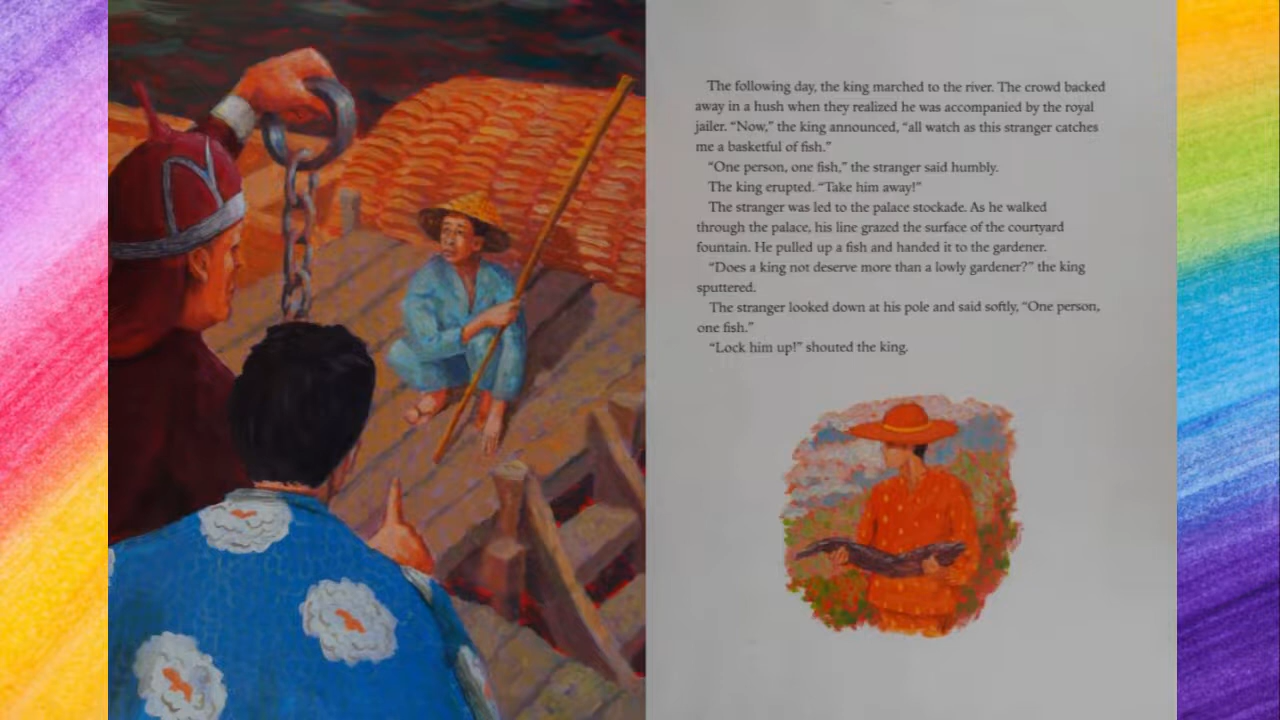 The following day, the king marched to the river. The crowd backed
away in a hush when they realized he was accompanied by the royal
jailer. “Now,” the king announced, “all watch as this stranger catches
me a basketful of fish.”
“One person, one fish,” the stranger said humbly.
The king erupted. “Take him away!”
The stranger was led to the palace stockade. As he walked
through the palace, his line grazed the surface of the courtyard
fountain. He pulled up a fish and handed it to the gardener.
“Does a king not deserve more than a lowly gardener?” the king
sputtered.
The stranger looked down at his pole and said softly, “One person,
one fish.”
“Lock him up!” shouted the king.